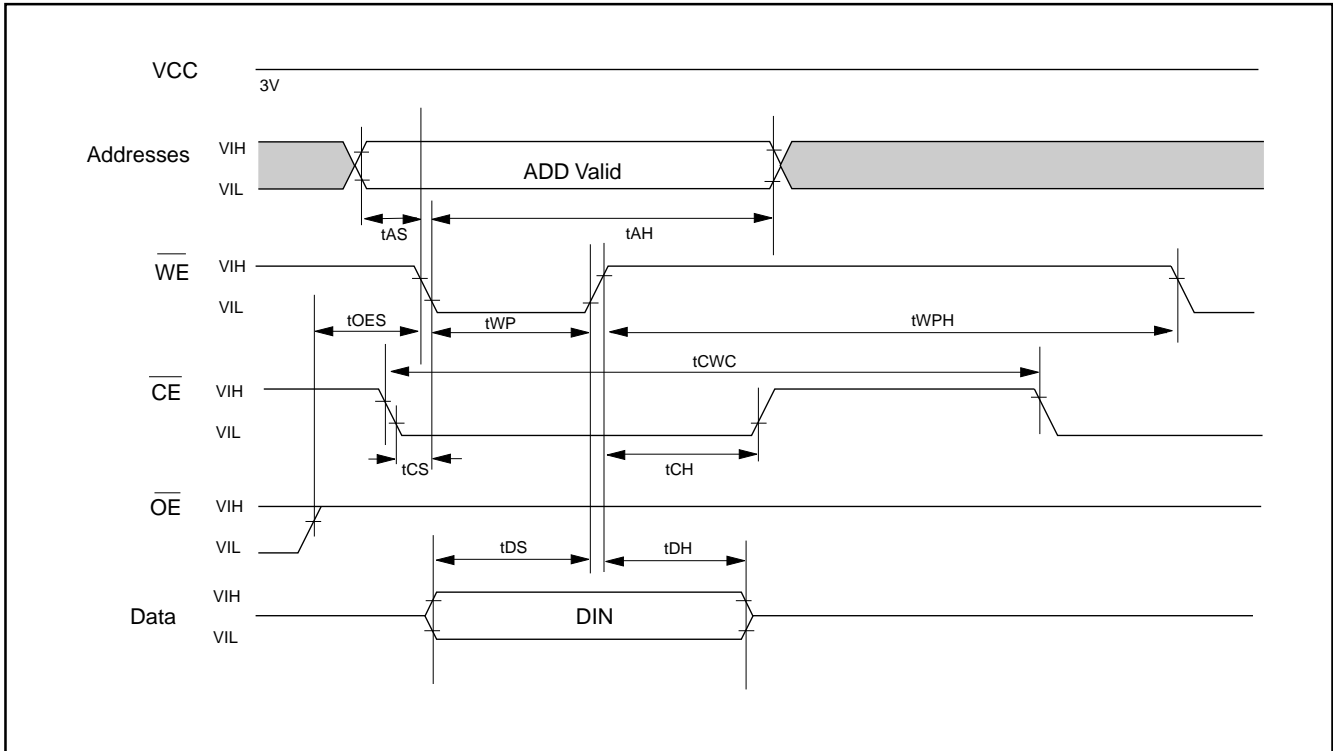 VCC
3V
Addresses
VIH
ADD Valid
VIL
tAS
tAH
WE
VIH
VIL
tOES
tWP
tWPH
tCWC
CE
VIH
VIL
tCS
tCH
OE
VIH
VIL
tDS
tDH
VIH
Data
DIN
VIL